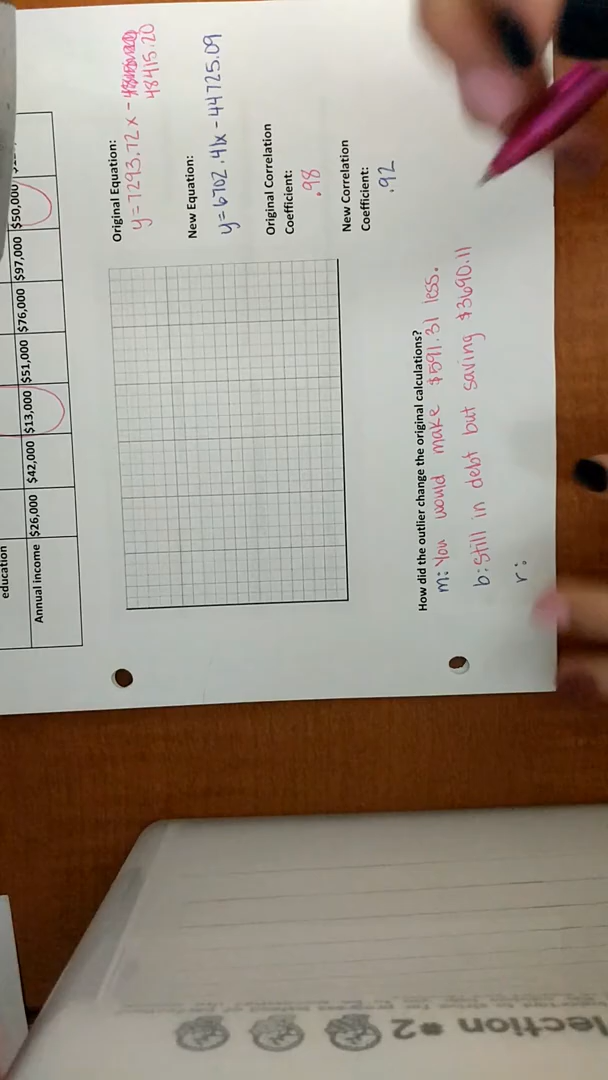 education
Annual income $26,000 $42,000 $13,000 $51,000 $76,000 $97,000 $50,000
Original Equation:
y=7293.72x-
48415.20
New Equation:
y=6702.41x-44725.09
Original Correlation
Coefficient:
.98
New Correlation
Coefficient:
.92
How did the outlier change the original calculations?
m: You would make $591.31 less.
b: Still in debt but saving $3690.11
r:
lection #2